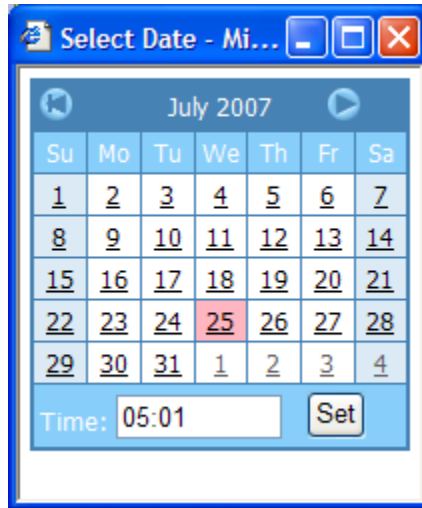 Select Date - Mi...
July 2007
Su Mo Tu We Th Fr Sa
1 2 3 4 5 6 7
8 9 10 11 12 13 14
15 16 17 18 19 20 21
22 23 24 25 26 27 28
29 30 31 1 2 3 4
Time: 05:01 Set